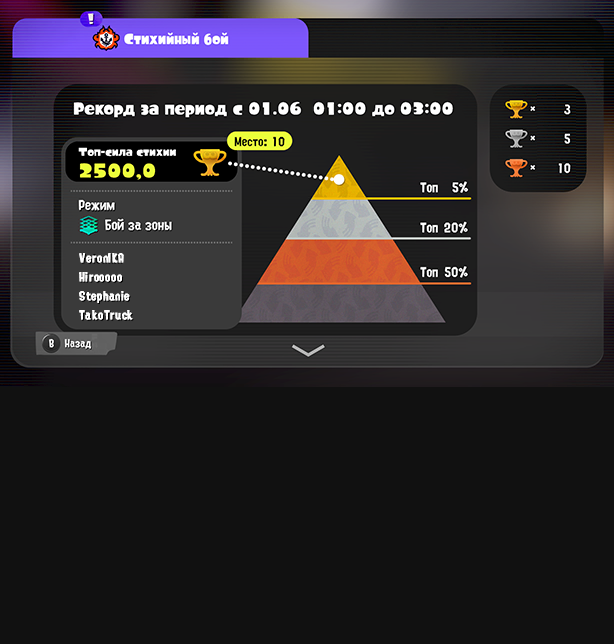 !
Стихийный бой
Рекорд за период с 01.06 01:00 до 03:00
× 3
× 5
× 10
Место: 10
Топ-сила стихии
2500,0
Режим
Бой за зоны
VeronIKA
Hirooooo
Stephanie
TakoTruck
Топ 5%
Топ 20%
Топ 50%
B Назад